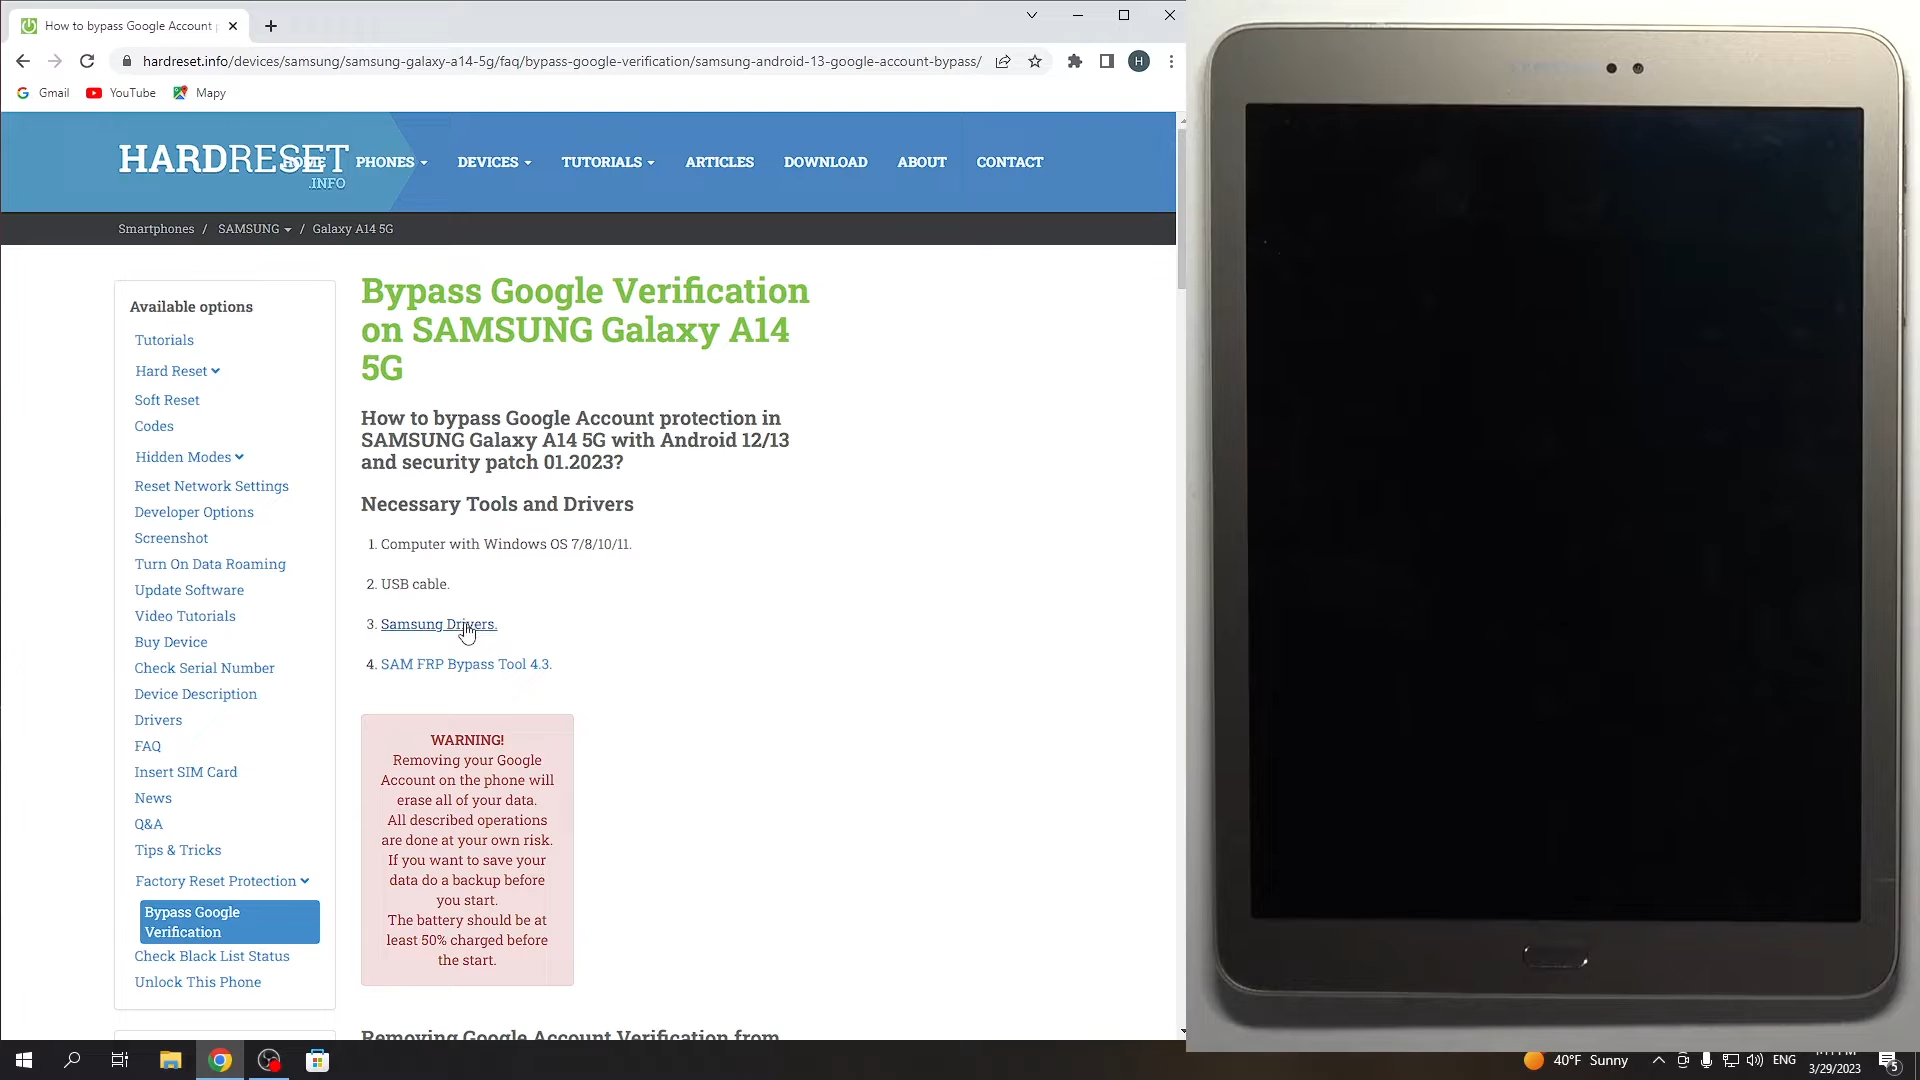 How to bypass Google Account
hardreset.info/devices/samsung/samsung-galaxy-a14-5g/faq/bypass-google-verification/samsung-android-13-google-account-bypass/
H
Gmail YouTube Mapy
HARDRESET .INFO
HOME PHONES DEVICES TUTORIALS ARTICLES DOWNLOAD ABOUT CONTACT
Smartphones / SAMSUNG / Galaxy A14 5G
Available options
Tutorials
Hard Reset
Soft Reset
Codes
Hidden Modes
Reset Network Settings
Developer Options
Screenshot
Turn On Data Roaming
Update Software
Video Tutorials
Buy Device
Check Serial Number
Device Description
Drivers
FAQ
Insert SIM Card
News
Q&A
Tips & Tricks
Factory Reset Protection
Bypass Google
Verification
Check Black List Status
Unlock This Phone
Bypass Google Verification
on SAMSUNG Galaxy A14
5G
How to bypass Google Account protection in
SAMSUNG Galaxy A14 5G with Android 12/13
and security patch 01.2023?
Necessary Tools and Drivers
1. Computer with Windows OS 7/8/10/11.
2. USB cable.
3. Samsung Drivers.
4. SAM FRP Bypass Tool 4.3.
WARNING!
Removing your Google
Account on the phone will
erase all of your data.
All described operations
are done at your own risk.
If you want to save your
data do a backup before
you start.
The battery should be at
least 50% charged before
the start.
Removing Google Account Verification from
40°F Sunny ENG
3/29/2023
5